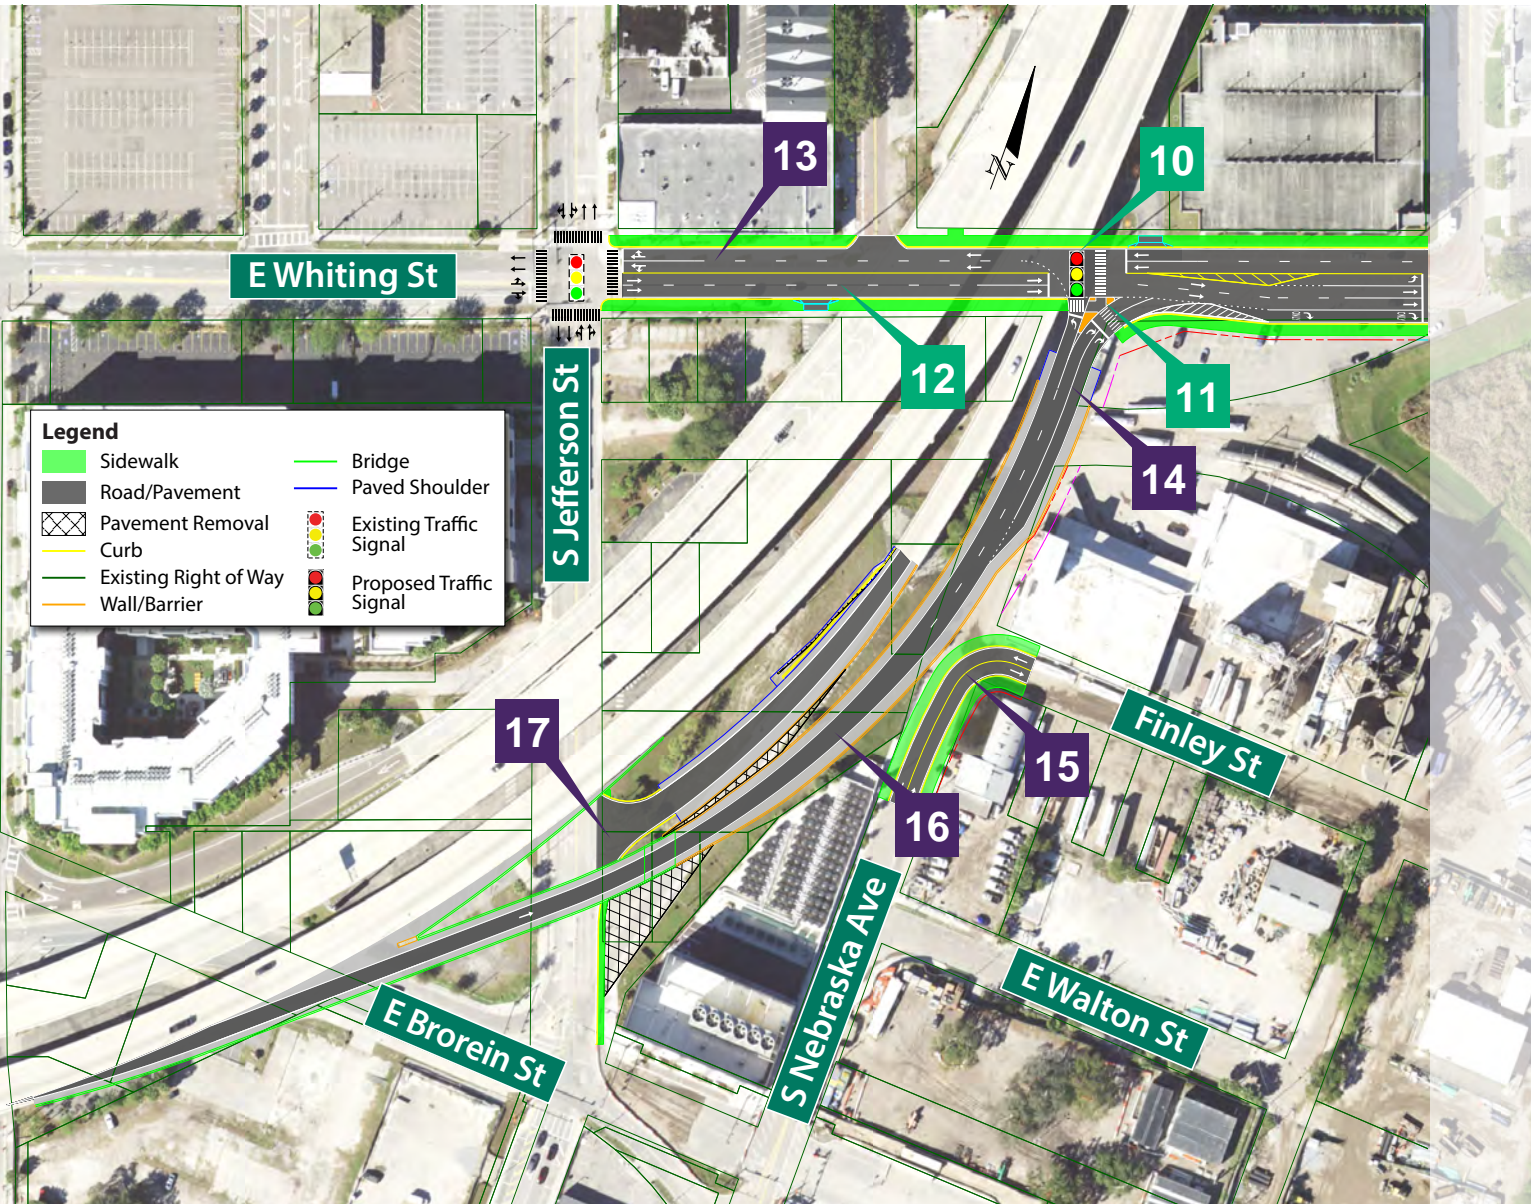 13
10
N
E Whiting St
12
11
S Jefferson St
14
Legend
Sidewalk
Road/Pavement
Pavement Removal
Curb
Existing Right of Way
Wall/Barrier
Bridge
Paved Shoulder
Existing Traffic
Signal
Proposed Traffic
Signal
17
15
Finley St
16
S Nebraska Ave
E Walton St
E Brorein St